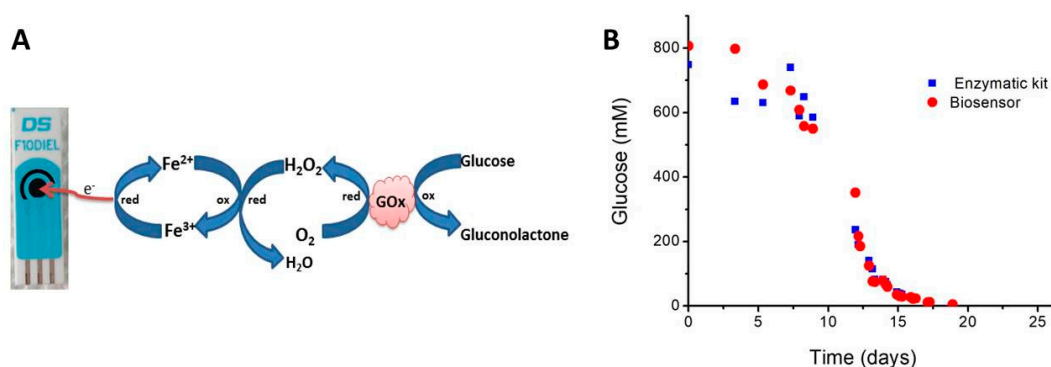 A
DS
F10DIEL
e⁻
red
Fe²⁺
Fe³⁺
ox
red
H₂O₂
O₂
H₂O
red
GOx
ox
Glucose
Gluconolactone
B
Glucose (mM)
800
600
400
200
0
Enzymatic kit
Biosensor
0 5 10 15 20 25
Time (days)